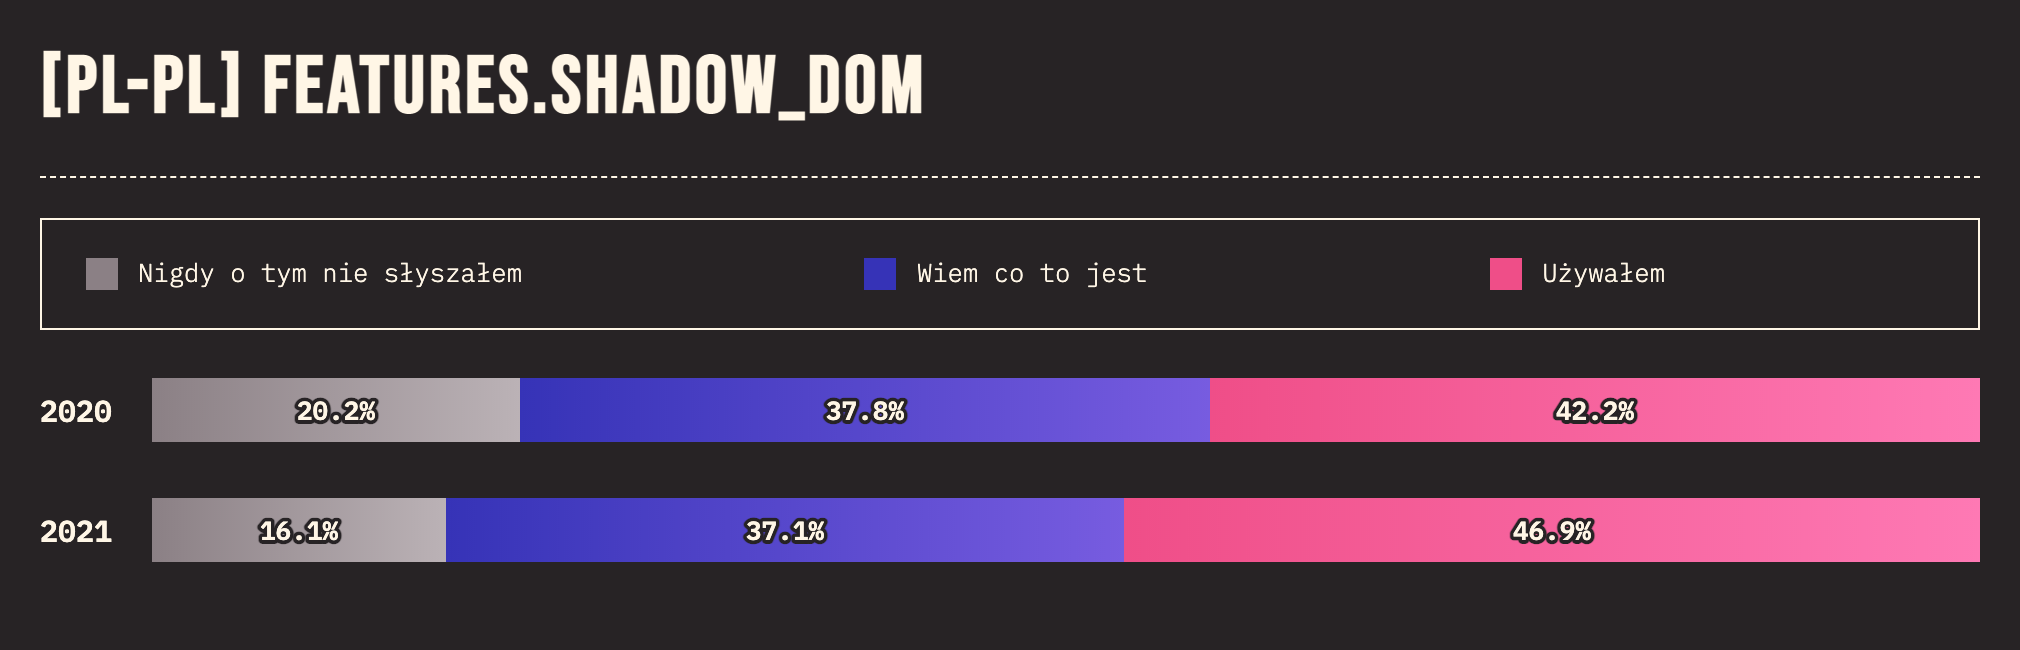 [PL-PL] FEATURES.SHADOW_DOM
Nigdy o tym nie słyszałem Wiem co to jest Używałem
2020 20.2% 37.8% 42.2%
2021 16.1% 37.1% 46.9%